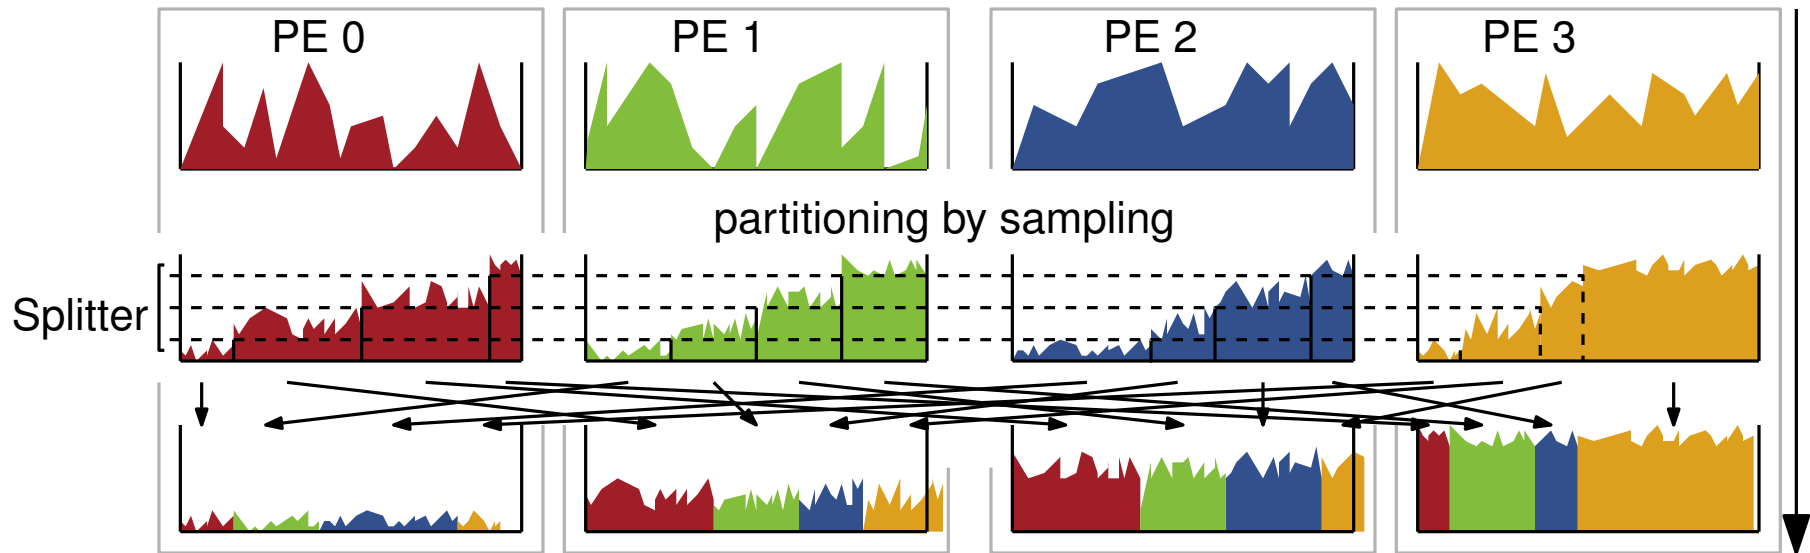 PE 0
PE 1
PE 2
PE 3
partitioning by sampling
Splitter